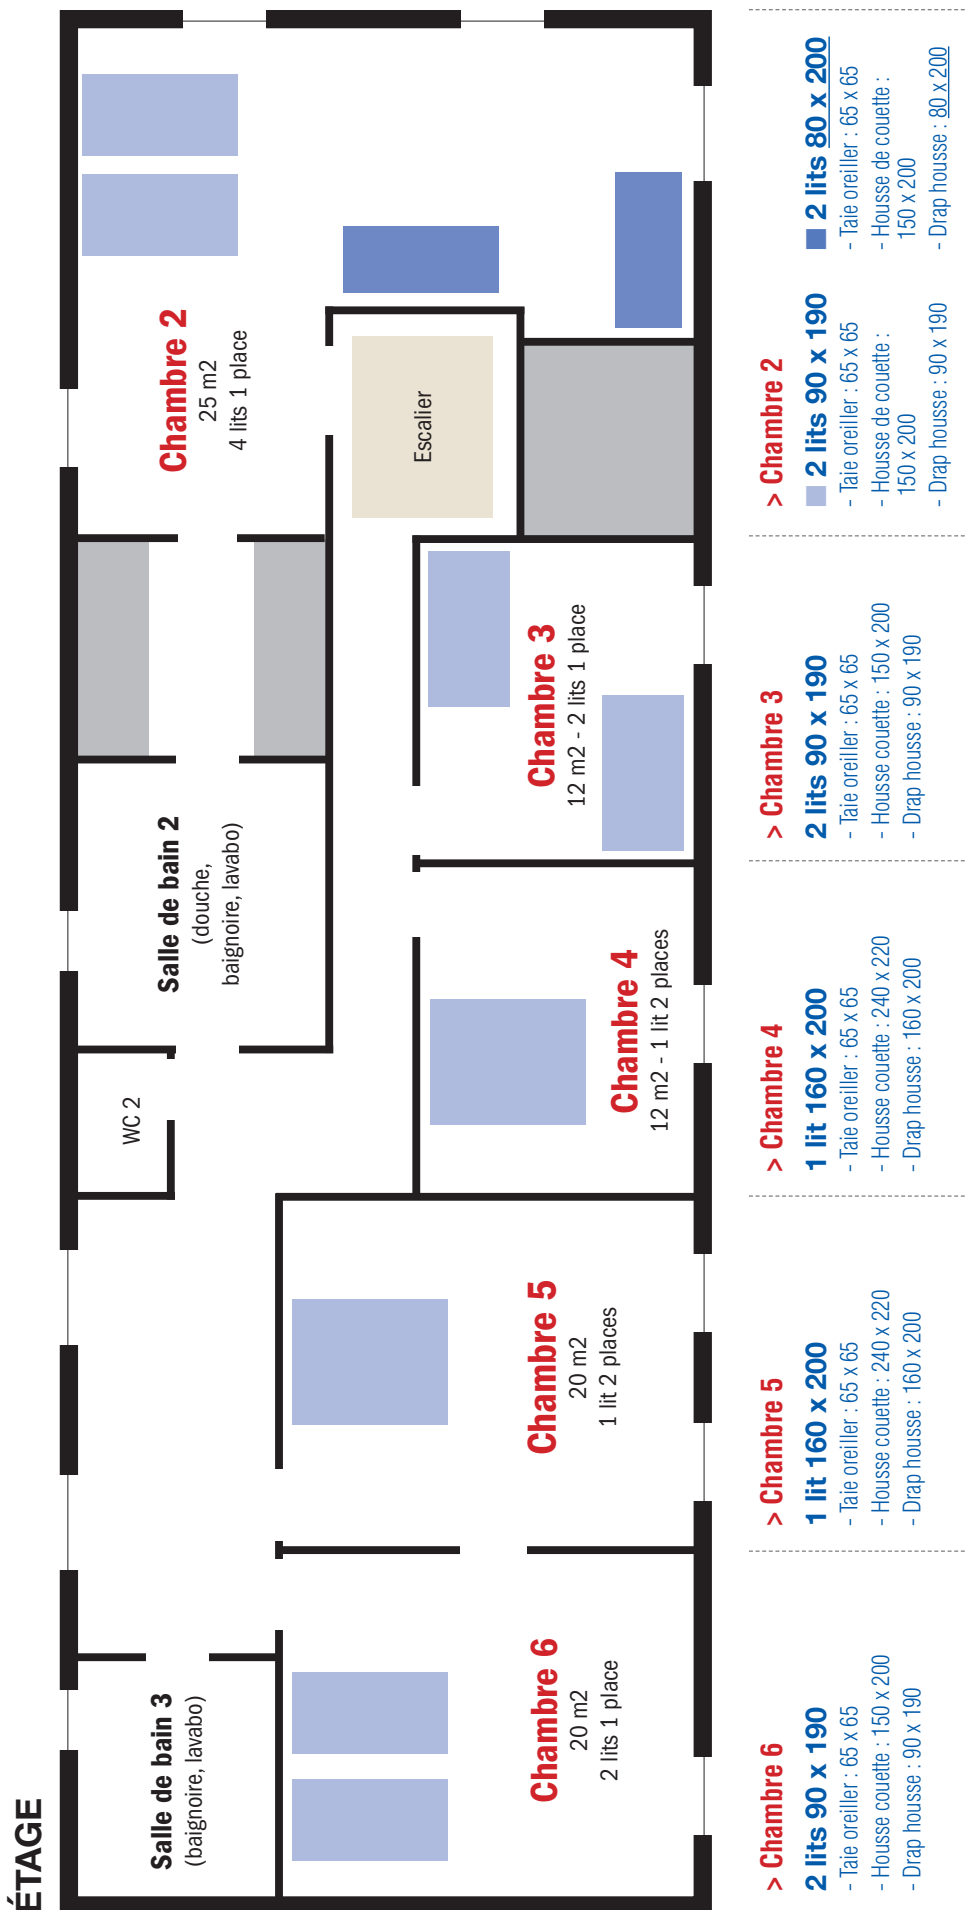 ÉTAGE
Salle de bain 3
(baignoire, lavabo)
WC 2
Salle de bain 2
(douche,
baignoire, lavabo)
Chambre 2
25 m2
4 lits 1 place
Escalier
Chambre 6
20 m2
2 lits 1 place
Chambre 5
20 m2
1 lit 2 places
Chambre 4
12 m2 - 1 lit 2 places
Chambre 3
12 m2 - 2 lits 1 place
> Chambre 6
2 lits 90 x 190
- Taie oreiller : 65 x 65
- Housse couette : 150 x 200
- Drap housse : 90 x 190
> Chambre 5
1 lit 160 x 200
- Taie oreiller : 65 x 65
- Housse couette : 240 x 220
- Drap housse : 160 x 200
> Chambre 4
1 lit 160 x 200
- Taie oreiller : 65 x 65
- Housse couette : 240 x 220
- Drap housse : 160 x 200
> Chambre 3
2 lits 90 x 190
- Taie oreiller : 65 x 65
- Housse couette : 150 x 200
- Drap housse : 90 x 190
> Chambre 2
2 lits 90 x 190
- Taie oreiller : 65 x 65
- Housse de couette :
150 x 200
- Drap housse : 90 x 190
2 lits 80 x 200
- Taie oreiller : 65 x 65
- Housse de couette :
150 x 200
- Drap housse : 80 x 200